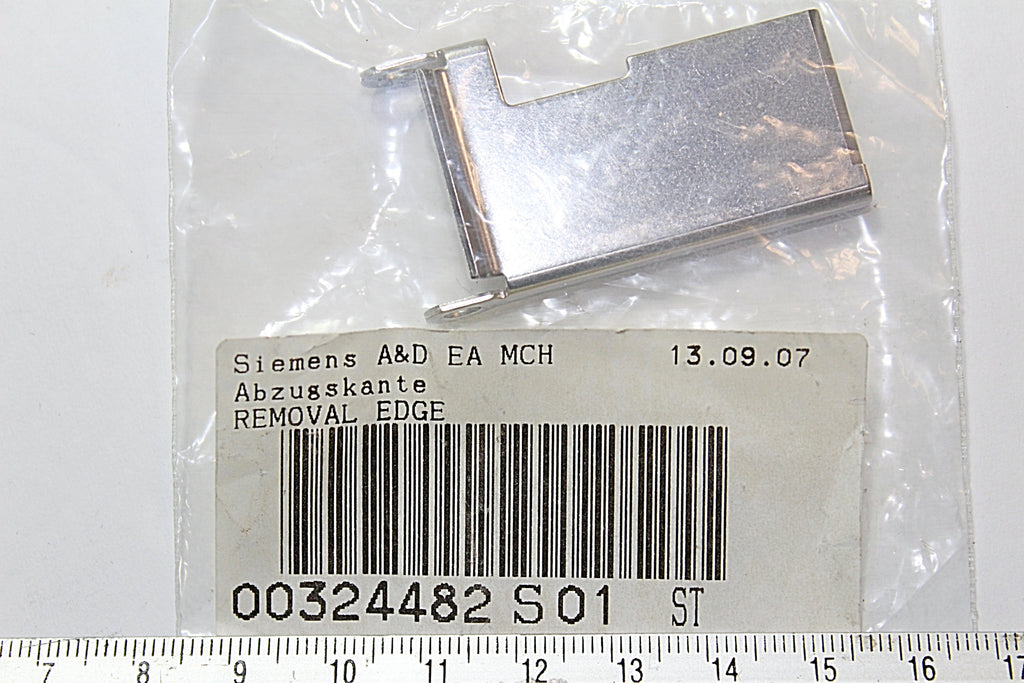 Siemens A&D EA MCH 13.09.07
Abzugskante
REMOVAL EDGE
00324482 S 01 ST
7 8 9 10 11 12 13 14 15 16 17